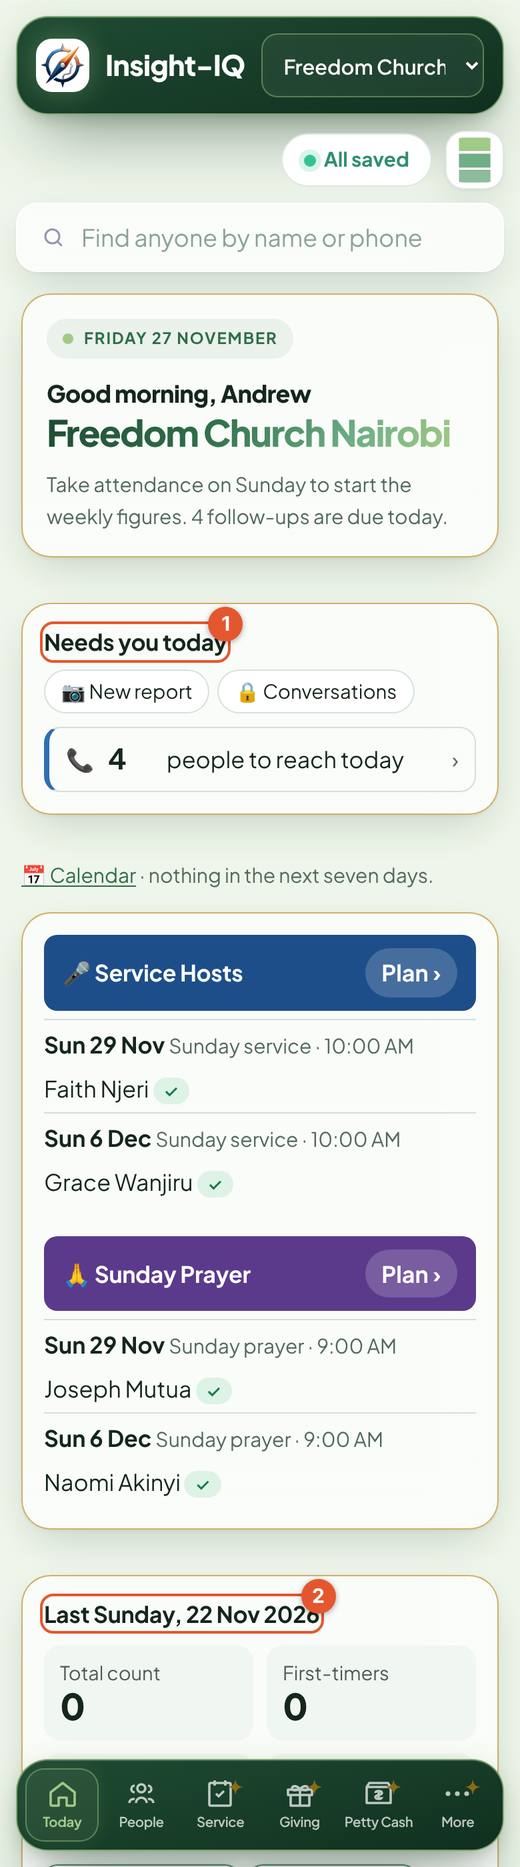 Insight-IQ Freedom Church
All saved
Find anyone by name or phone
FRIDAY 27 NOVEMBER
Good morning, Andrew
Freedom Church Nairobi
Take attendance on Sunday to start the
weekly figures. 4 follow-ups are due today.
1
Needs you today
New report Conversations
4 people to reach today ›
Calendar · nothing in the next seven days.
Service Hosts Plan ›
Sun 29 Nov Sunday service · 10:00 AM
Faith Njeri ✓
Sun 6 Dec Sunday service · 10:00 AM
Grace Wanjiru ✓
Sunday Prayer Plan ›
Sun 29 Nov Sunday prayer · 9:00 AM
Joseph Mutua ✓
Sun 6 Dec Sunday prayer · 9:00 AM
Naomi Akinyi ✓
2
Last Sunday, 22 Nov 2026
Total count First-timers
0 0
Today People Service Giving Petty Cash More